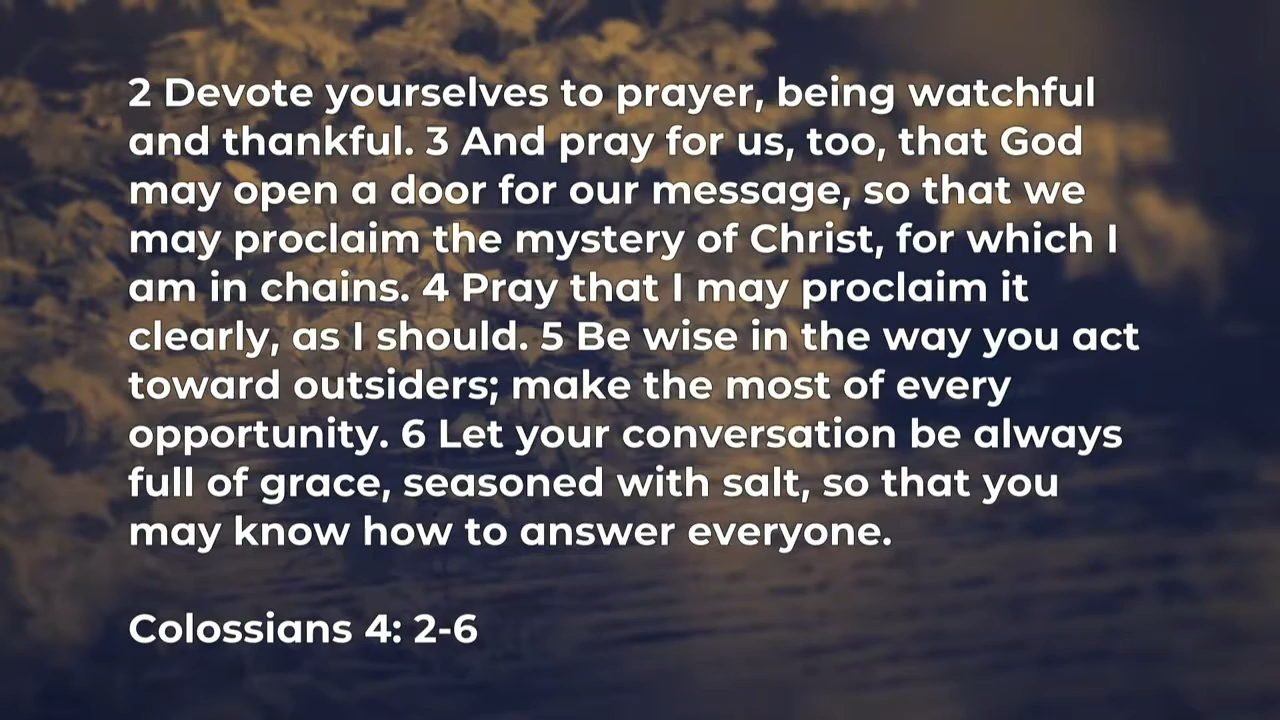 2 Devote yourselves to prayer, being watchful
and thankful. 3 And pray for us, too, that God
may open a door for our message, so that we
may proclaim the mystery of Christ, for which I
am in chains. 4 Pray that I may proclaim it
clearly, as I should. 5 Be wise in the way you act
toward outsiders; make the most of every
opportunity. 6 Let your conversation be always
full of grace, seasoned with salt, so that you
may know how to answer everyone.
Colossians 4: 2-6